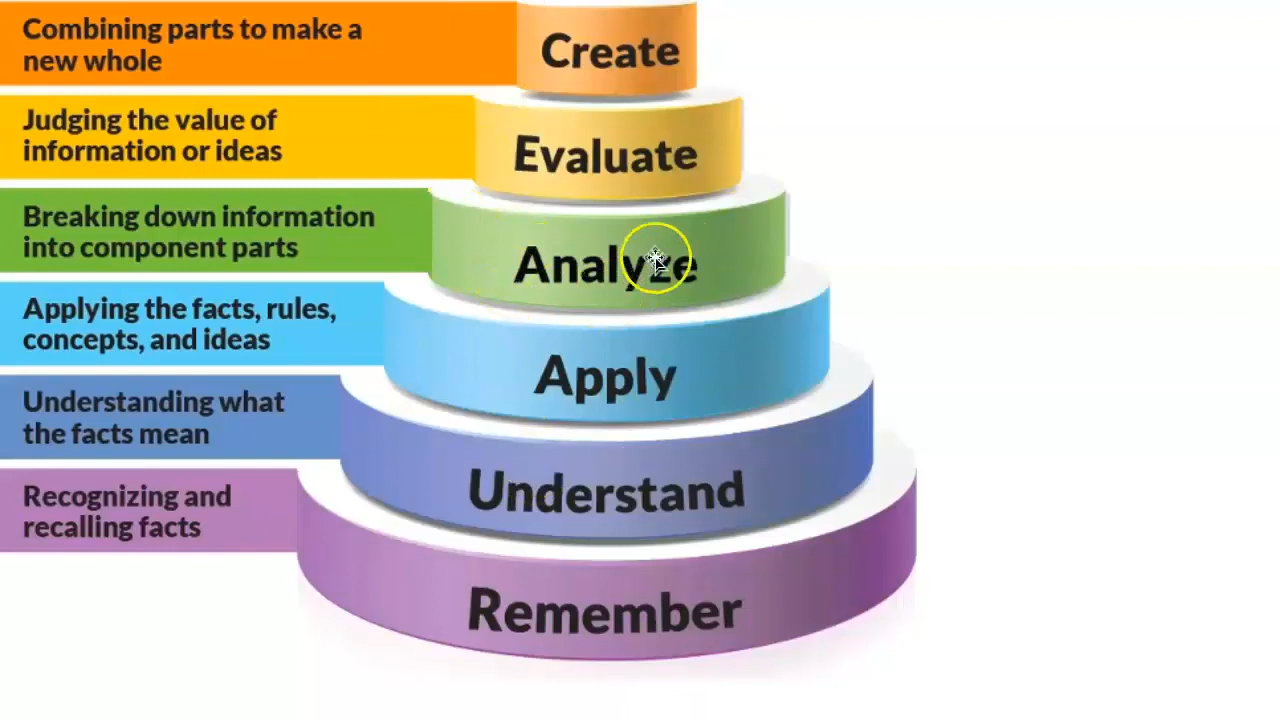 Combining parts to make a
new whole
Create
Judging the value of
information or ideas
Evaluate
Breaking down information
into component parts
Analyze
Applying the facts, rules,
concepts, and ideas
Apply
Understanding what
the facts mean
Understand
Recognizing and
recalling facts
Remember